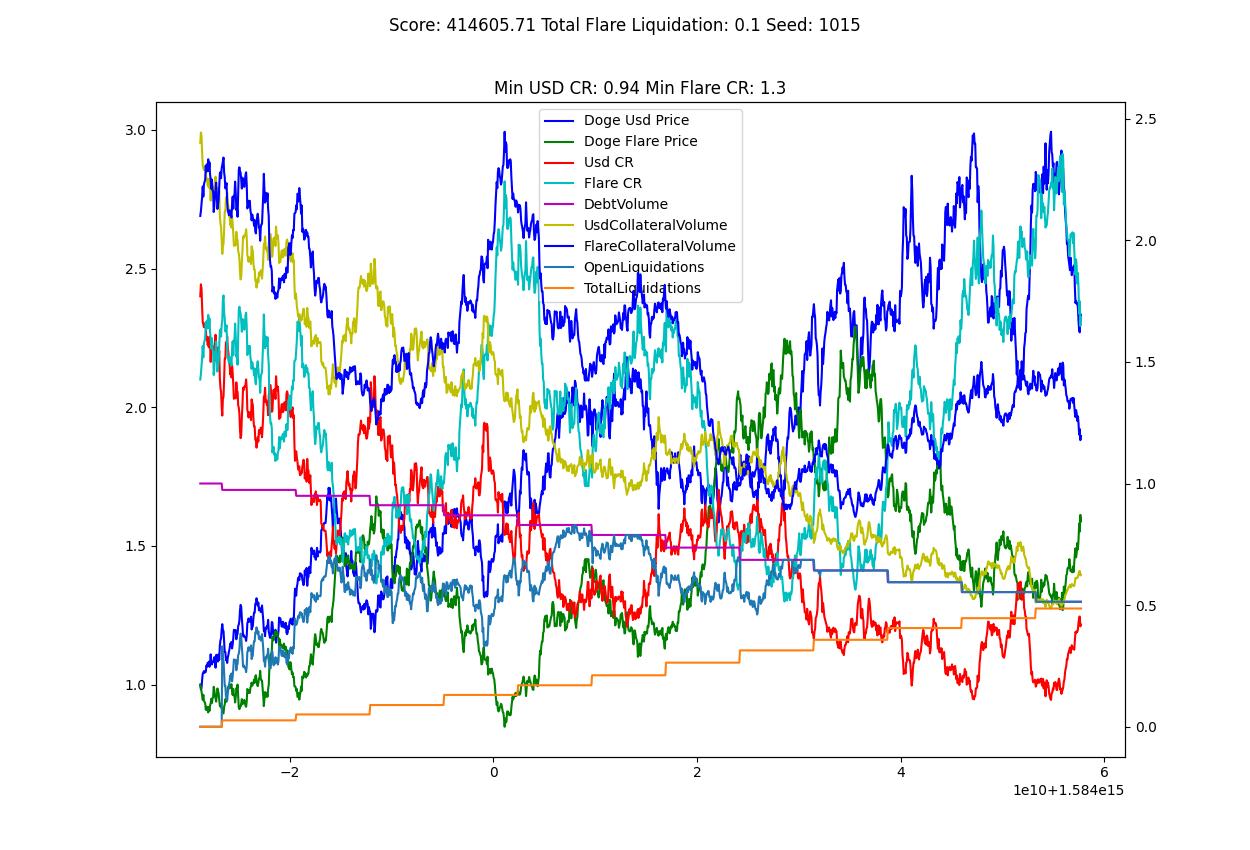 Score: 414605.71 Total Flare Liquidation: 0.1 Seed: 1015
Min USD CR: 0.94 Min Flare CR: 1.3
Doge Usd Price
Doge Flare Price
Usd CR
Flare CR
DebtVolume
UsdCollateralVolume
FlareCollateralVolume
OpenLiquidations
TotalLiquidations
3.0
2.5
2.0
1.5
1.0
2.5
2.0
1.5
1.0
0.5
0.0
−2
0
2
4
6
1e10+1.584e15